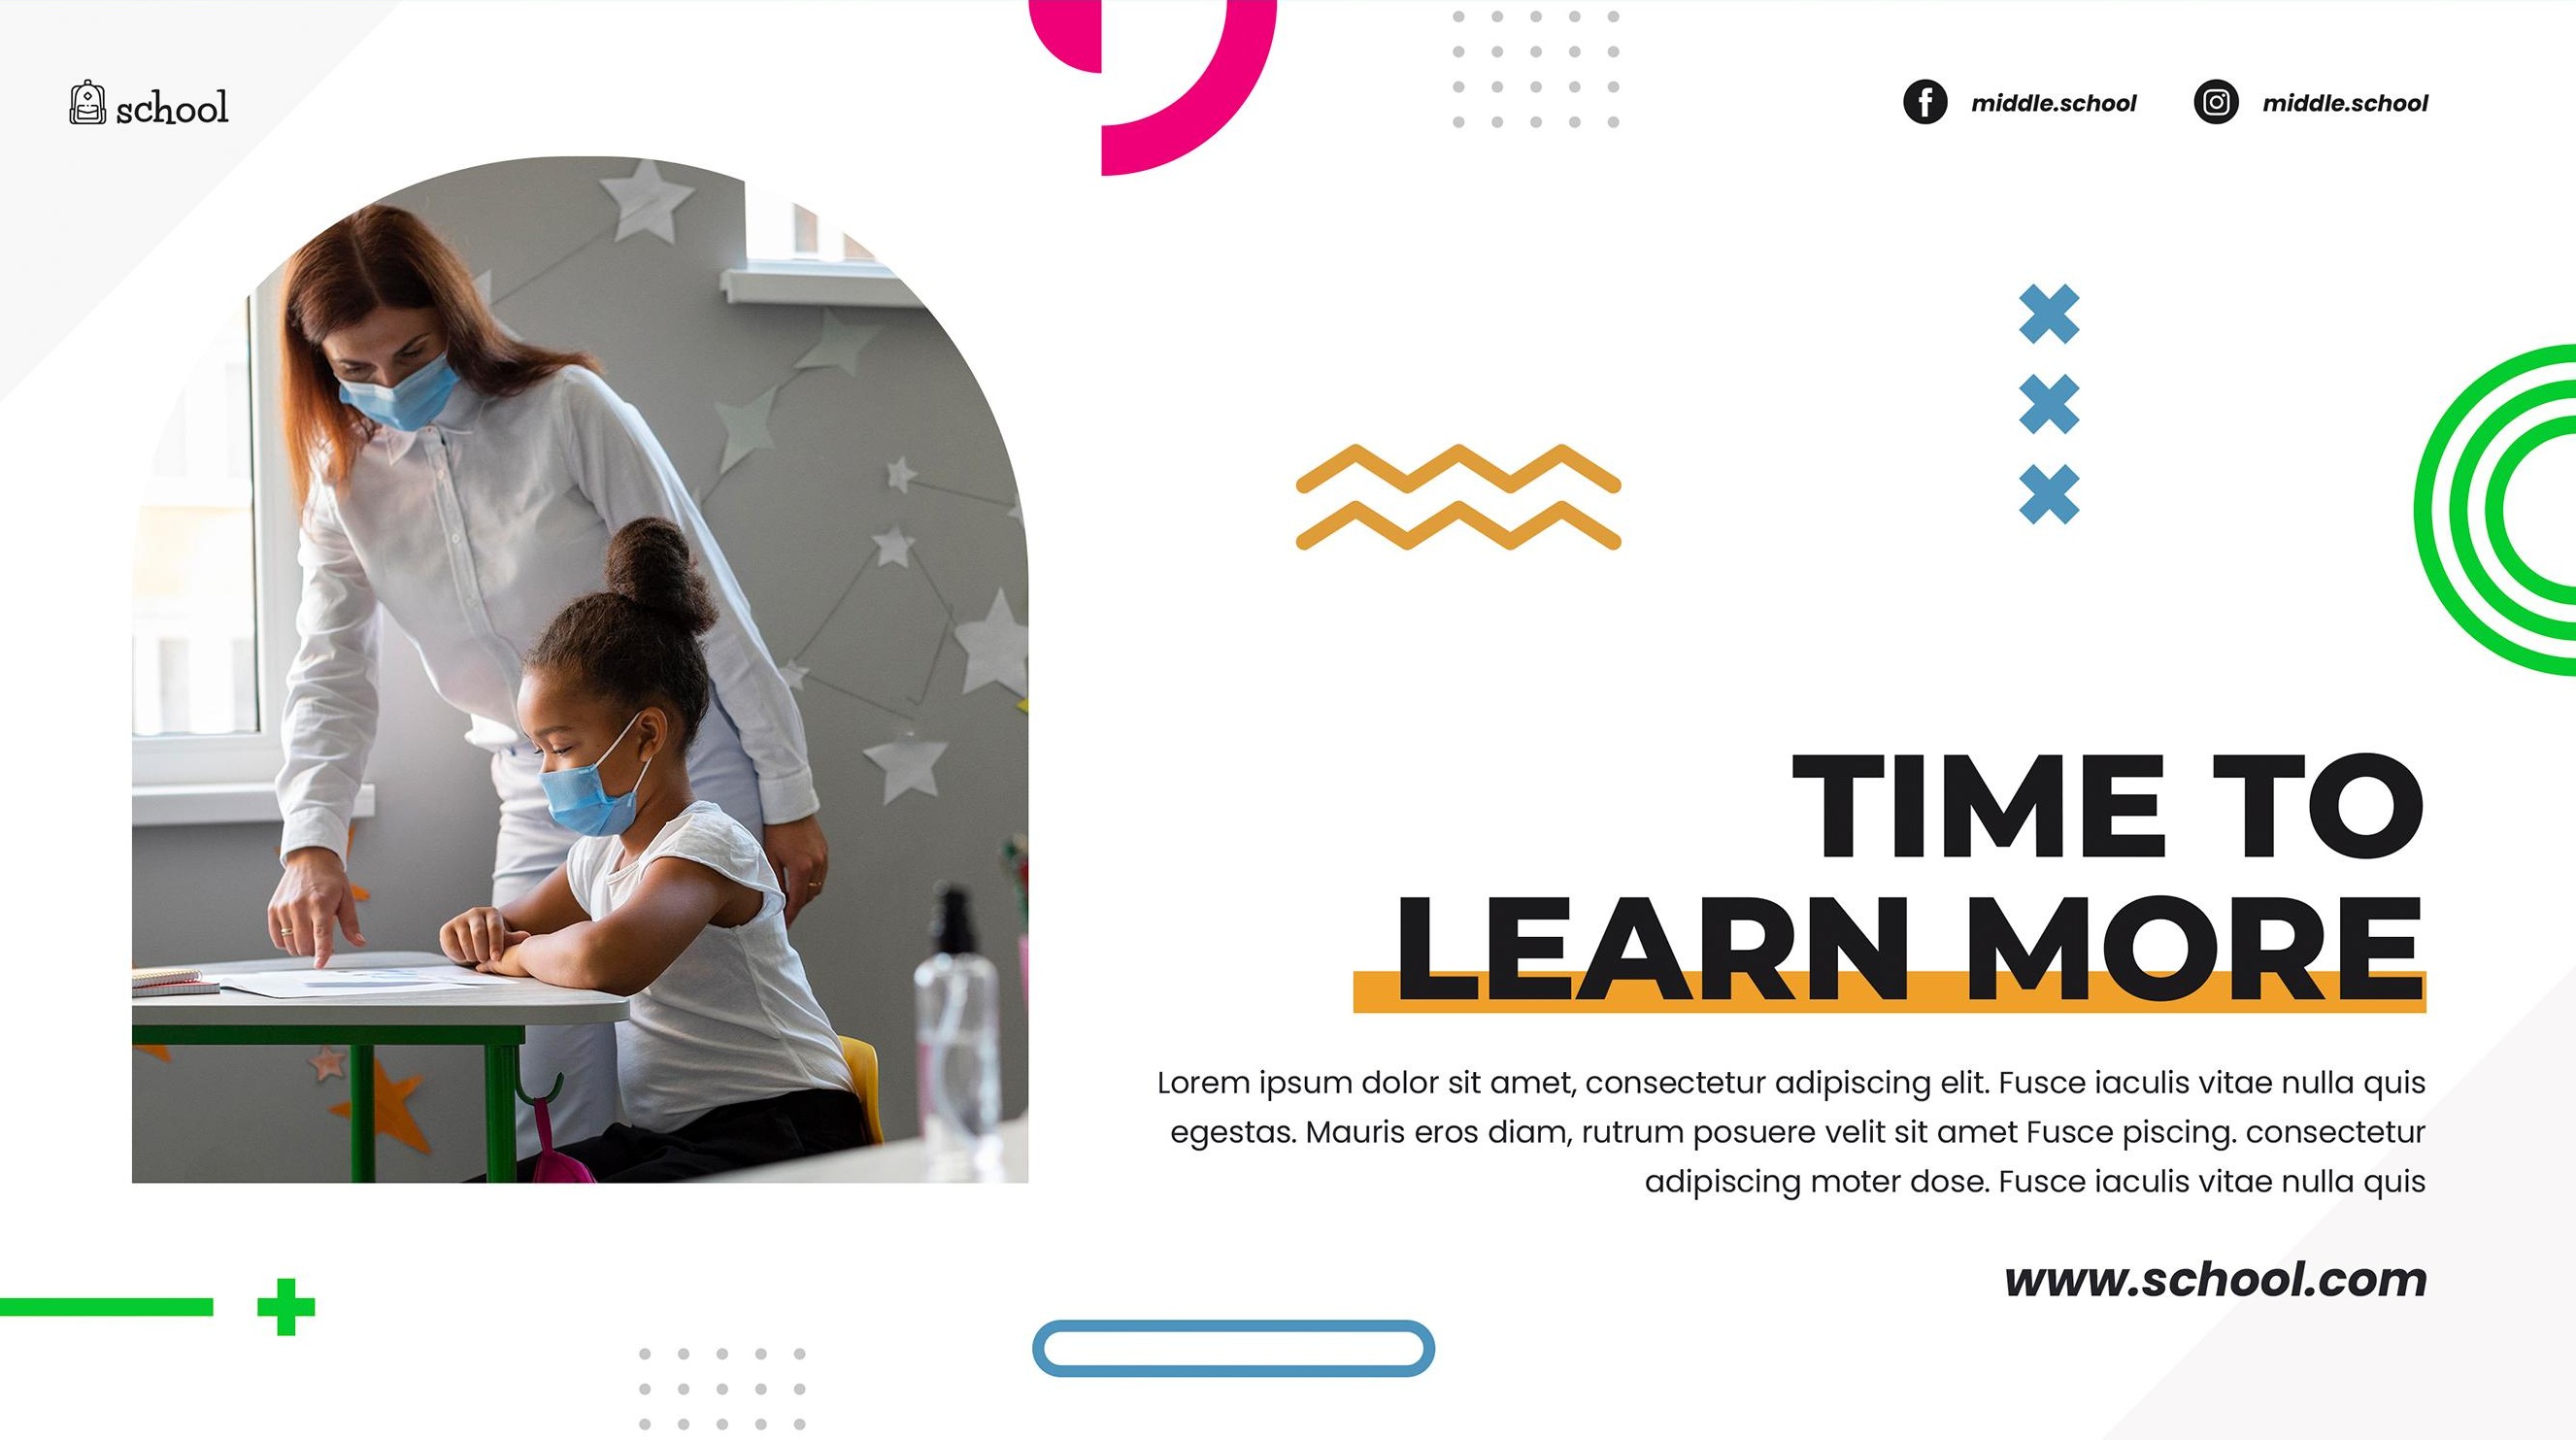 school
middle.school
middle.school
TIME TO
LEARN MORE
Lorem ipsum dolor sit amet, consectetur adipiscing elit. Fusce iaculis vitae nulla quis
egestas. Mauris eros diam, rutrum posuere velit sit amet Fusce piscing. consectetur
adipiscing moter dose. Fusce iaculis vitae nulla quis
www.school.com